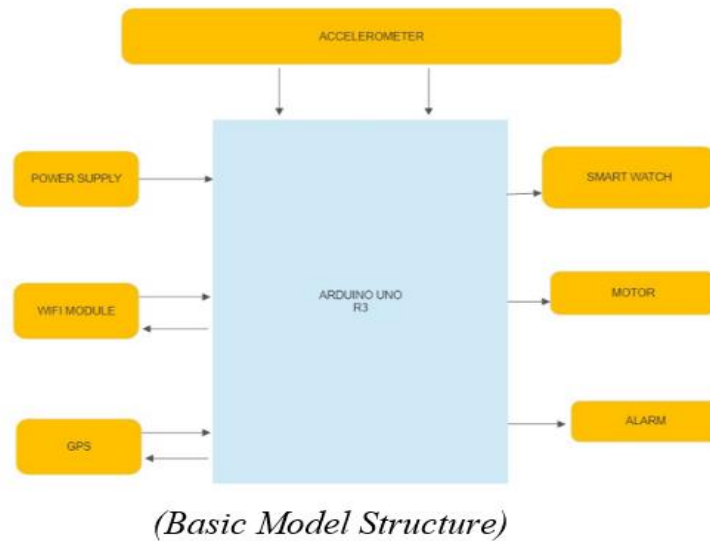 ACCELEROMETER
POWER SUPPLY
SMART WATCH
ARDUINO UNO
R3
WIFI MODULE
MOTOR
GPS
ALARM
(Basic Model Structure)